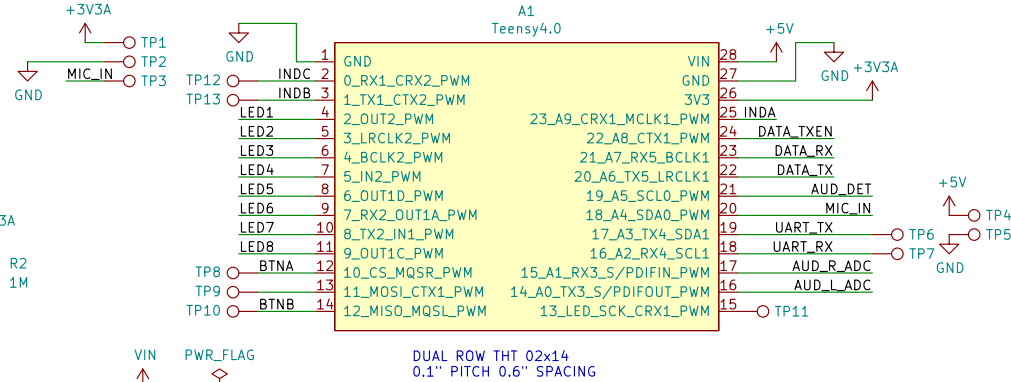 A1
Teensy4.0
+3V3A
TP1
TP2
TP3
MIC_IN
GND
GND
+5V
GND
+3V3A
1 GND
VIN 28
TP12 INDC 2 0_RX1_CRX2_PWM
GND 27
TP13 INDB 3 1_TX1_CTX2_PWM
3V3 26
LED1 4 2_OUT2_PWM
23_A9_CRX1_MCLK1_PWM 25 INDA
LED2 5 3_LRCLK2_PWM
22_A8_CTX1_PWM 24 DATA_TXEN
LED3 6 4_BCLK2_PWM
21_A7_RX5_BCLK1 23 DATA_RX
LED4 7 5_IN2_PWM
20_A6_TX5_LRCLK1 22 DATA_TX
LED5 8 6_OUT1D_PWM
19_A5_SCL0_PWM 21 AUD_DET
LED6 9 7_RX2_OUT1A_PWM
18_A4_SDA0_PWM 20 MIC_IN
LED7 10 8_TX2_IN1_PWM
17_A3_TX4_SDA1 19 UART_TX TP6
LED8 11 9_OUT1C_PWM
16_A2_RX4_SCL1 18 UART_RX TP7
TP8 BTNA 12 10_CS_MQSR_PWM
15_A1_RX3_S/PDIFIN_PWM 17 AUD_R_ADC
TP9 13 11_MOSI_CTX1_PWM
14_A0_TX3_S/PDIFOUT_PWM 16 AUD_L_ADC
TP10 BTNB 14 12_MISO_MQSL_PWM
13_LED_SCK_CRX1_PWM 15 TP11
+5V
TP4
TP5
GND
3A
R2
1M
VIN
PWR_FLAG
DUAL ROW THT 02x14
0.1" PITCH 0.6" SPACING